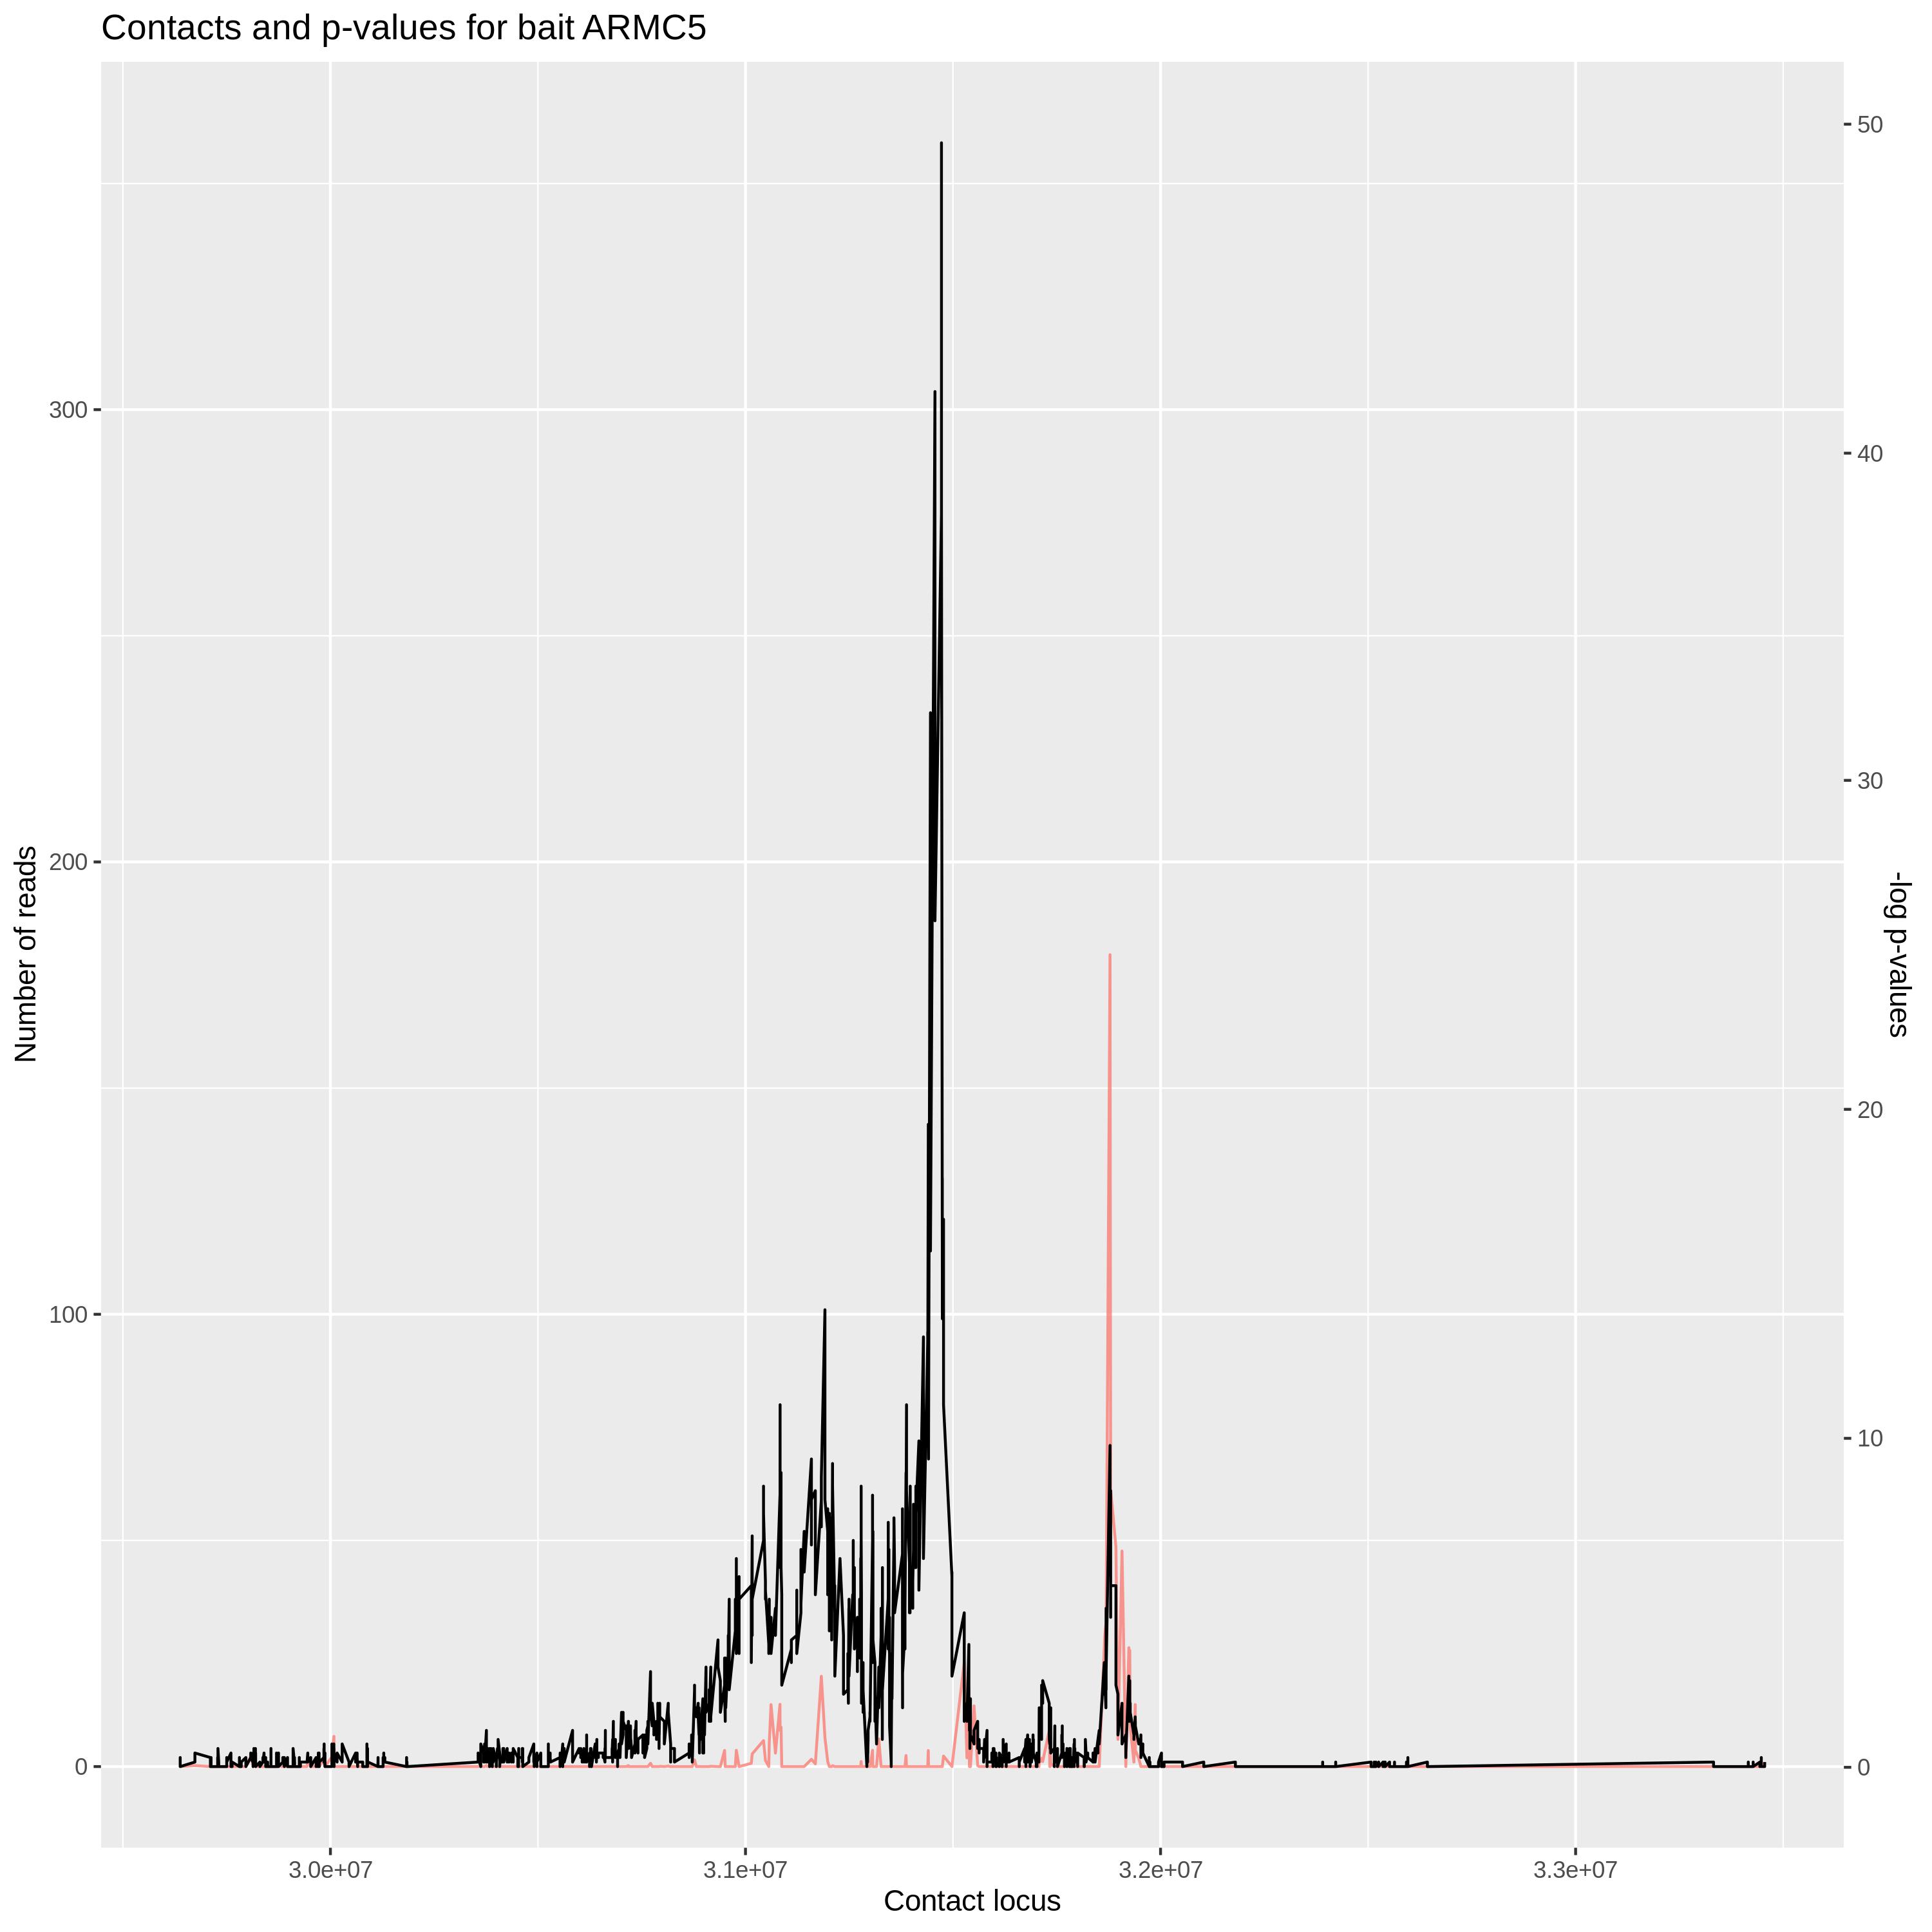 Contacts and p-values for bait ARMC5
Number of reads
300
200
100
0
50
40
30
20
10
0
-log p-values
3.0e+07
3.1e+07
3.2e+07
3.3e+07
Contact locus